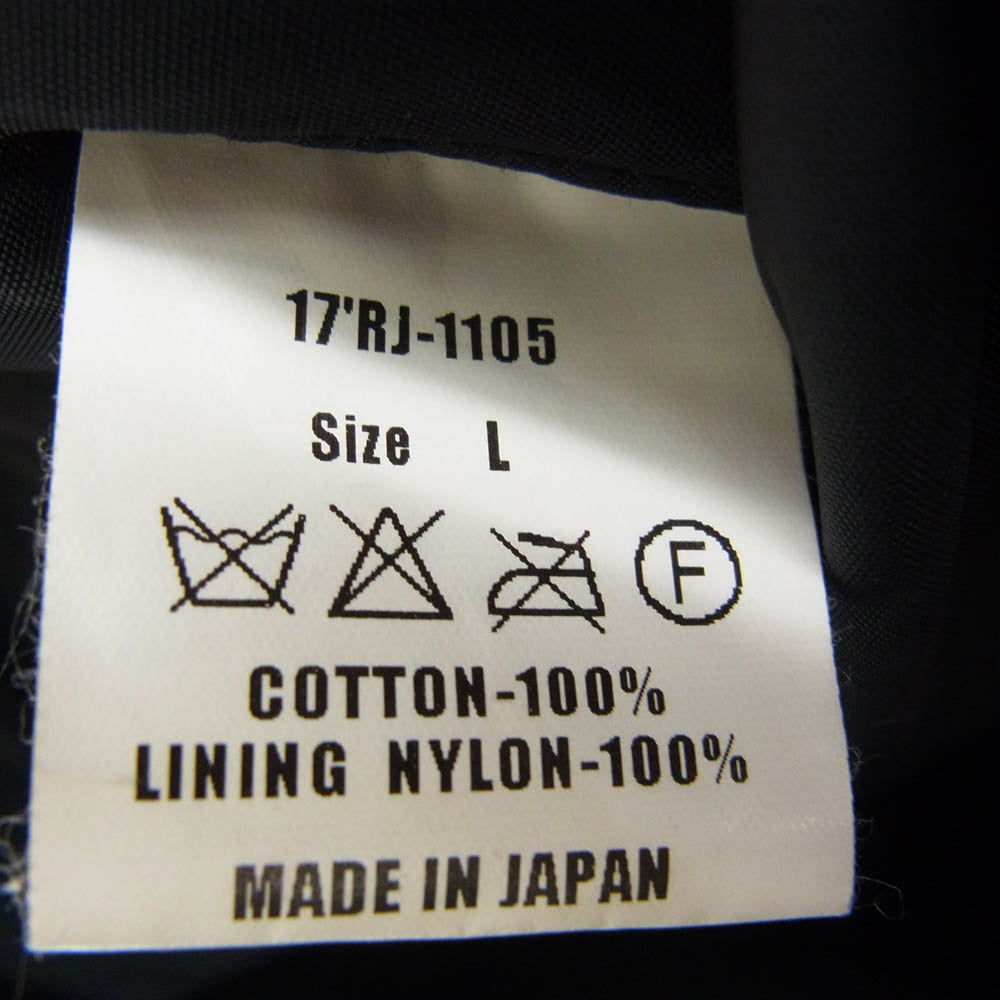 17'RJ-1105
Size L
F
COTTON-100%
LINING NYLON-100%
MADE IN JAPAN